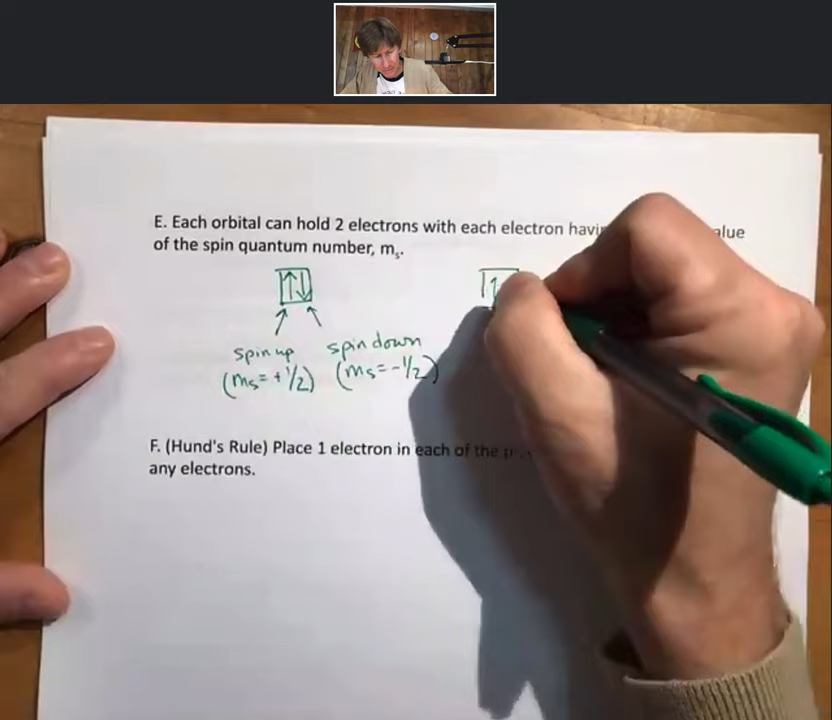 E. Each orbital can hold 2 electrons with each electron alue
of the spin quantum number, ms.
spin up spin down
(ms = + 1/2) (ms = - 1/2)
F. (Hund's Rule) Place 1 electron in each of the
any electrons.